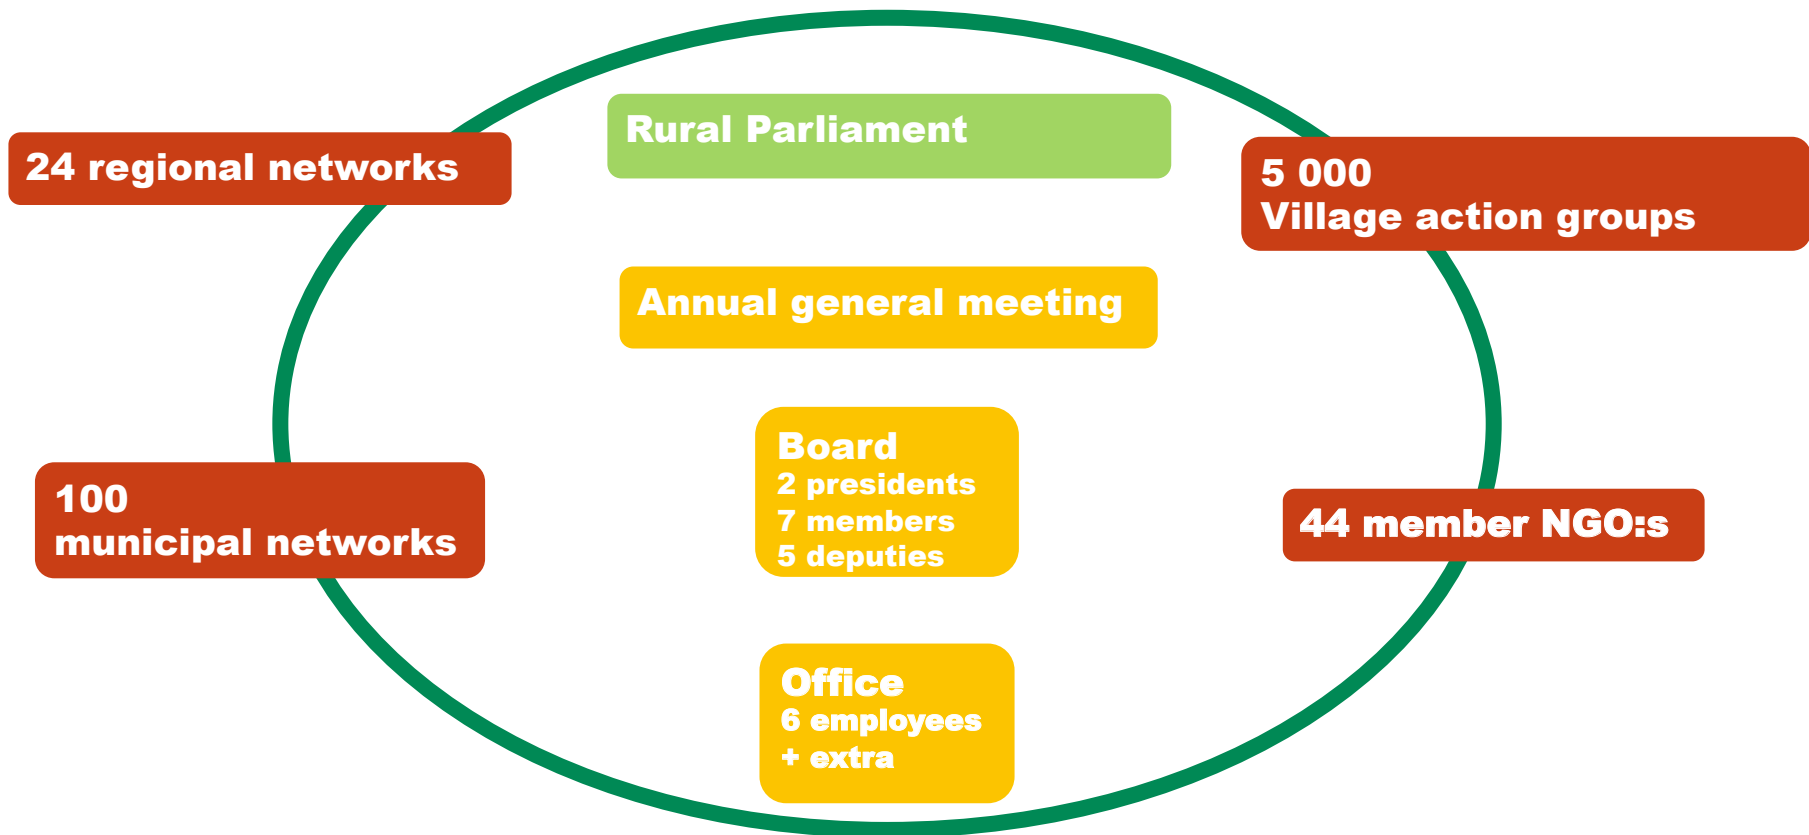 Rural Parliament
24 regional networks
5 000
Village action groups
Annual general meeting
Board
2 presidents
7 members
5 deputies
100
municipal networks
44 member NGO:s
Office
6 employees
+ extra